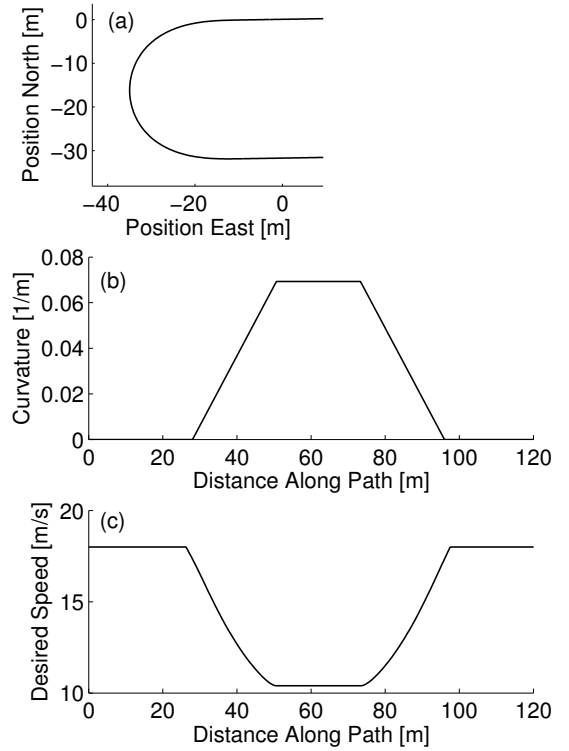 (a)
Position North [m]
0
−10
−20
−30
−40 −20 0
Position East [m]
(b)
Curvature [1/m]
0.08
0.06
0.04
0.02
0
0 20 40 60 80 100 120
Distance Along Path [m]
(c)
Desired Speed [m/s]
20
15
10
0 20 40 60 80 100 120
Distance Along Path [m]